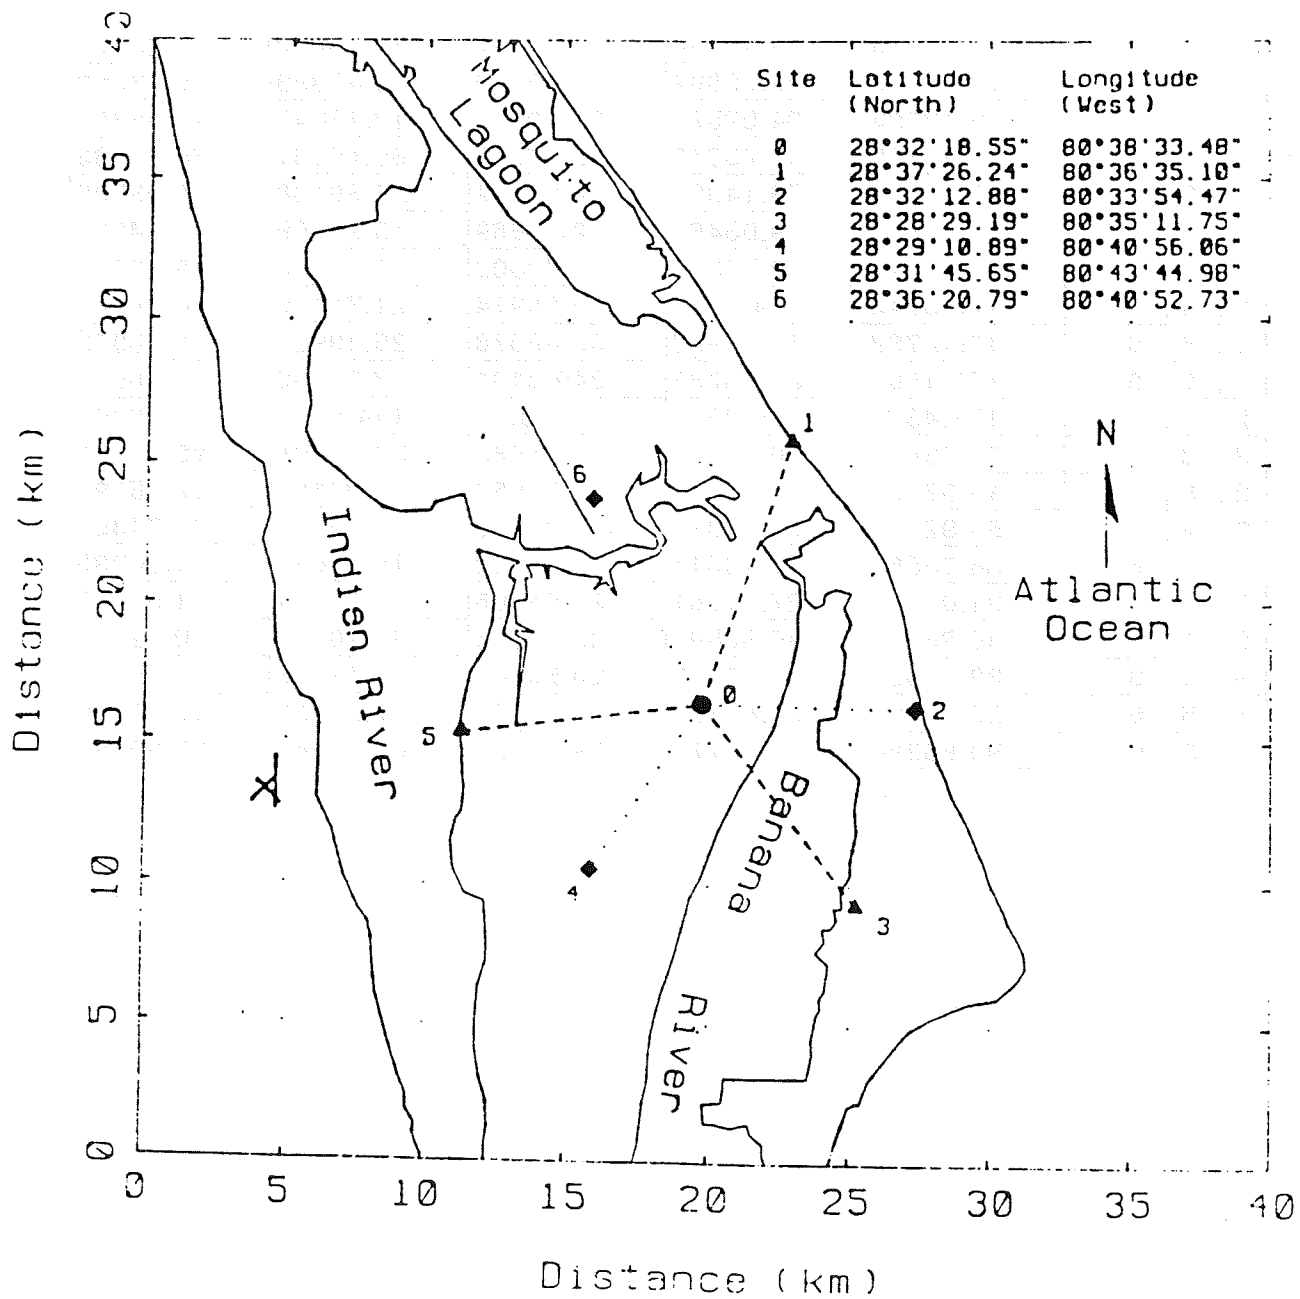 Site Latitude Longitude
(North) (West)
0 28°32'18.55" 80°38'33.48"
1 28°37'26.24" 80°36'35.10"
2 28°32'12.88" 80°33'54.47"
3 28°28'29.19" 80°35'11.75"
4 28°29'10.89" 80°40'56.06"
5 28°31'45.65" 80°43'44.98"
6 28°36'20.79" 80°40'52.73"
Mosquito
Lagoon
N
Atlantic
Ocean
Indian River
Banana
River
0
1
2
3
4
5
6
40
35
30
25
20
15
10
5
0
Distance (km)
0 5 10 15 20 25 30 35 40
Distance (km)